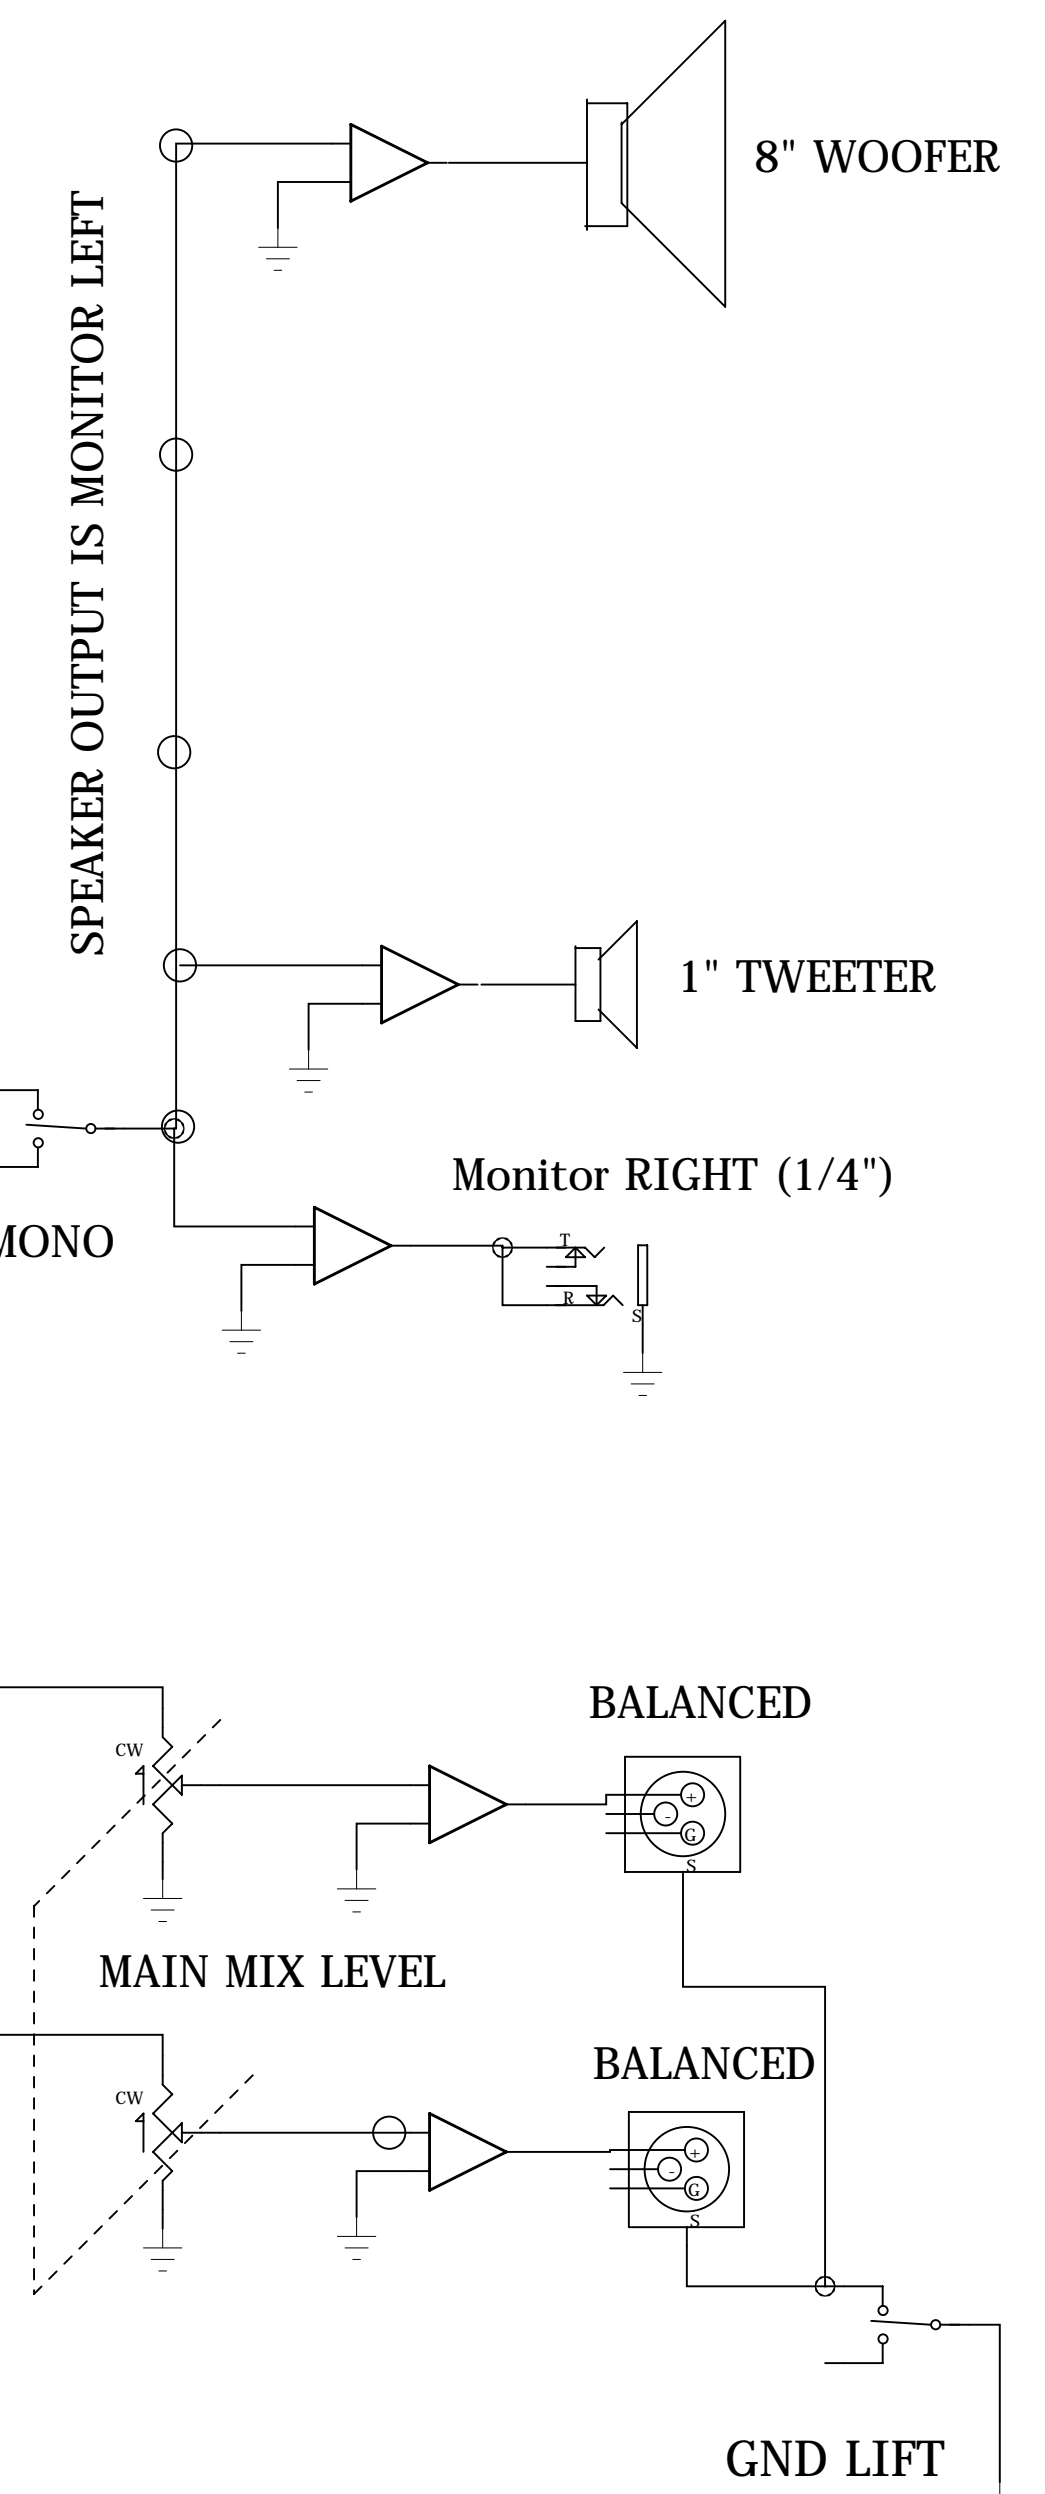 8" WOOFER
SPEAKER OUTPUT IS MONITOR LEFT
1" TWEETER
Monitor RIGHT (1/4")
MONO
T
R
S
BALANCED
CW
+
-
G
S
MAIN MIX LEVEL
BALANCED
CW
+
-
G
S
GND LIFT